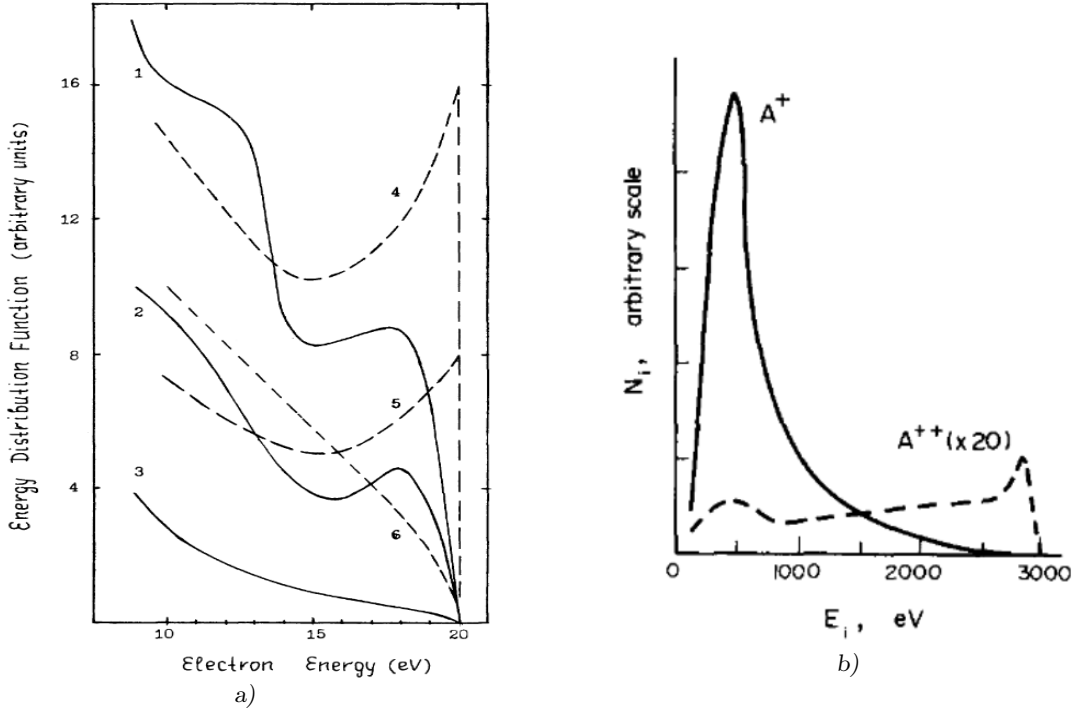 Energy Distribution Function (arbitrary units)
16
12
8
4
1
2
3
4
5
6
10
15
20
Electron Energy (eV)
a)
N_i, arbitrary scale
A^+
A^++(x20)
0
1000
2000
3000
E_i, eV
b)